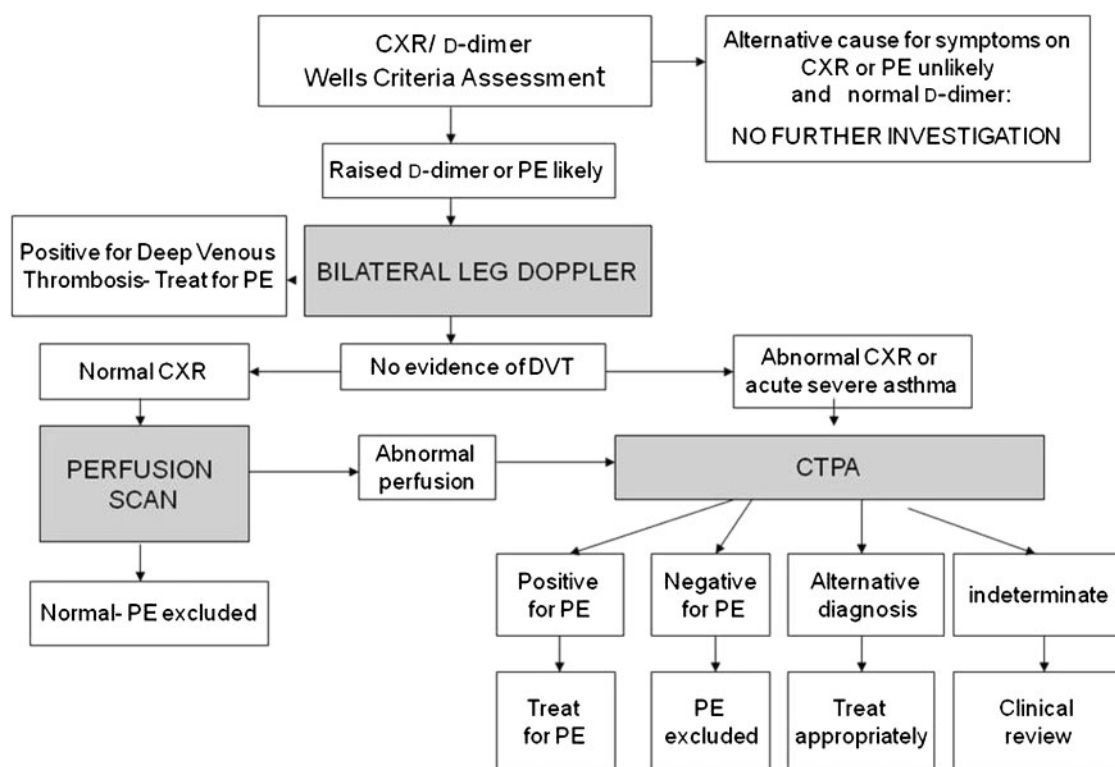 CXR/ D-dimer
Wells Criteria Assessment
Alternative cause for symptoms on
CXR or PE unlikely
and normal D-dimer:
NO FURTHER INVESTIGATION
Raised D-dimer or PE likely
Positive for Deep Venous
Thrombosis- Treat for PE
BILATERAL LEG DOPPLER
Normal CXR
No evidence of DVT
Abnormal CXR or
acute severe asthma
PERFUSION
SCAN
Abnormal
perfusion
CTPA
Normal- PE excluded
Positive
for PE
Negative
for PE
Alternative
diagnosis
indeterminate
Treat
for PE
PE
excluded
Treat
appropriately
Clinical
review